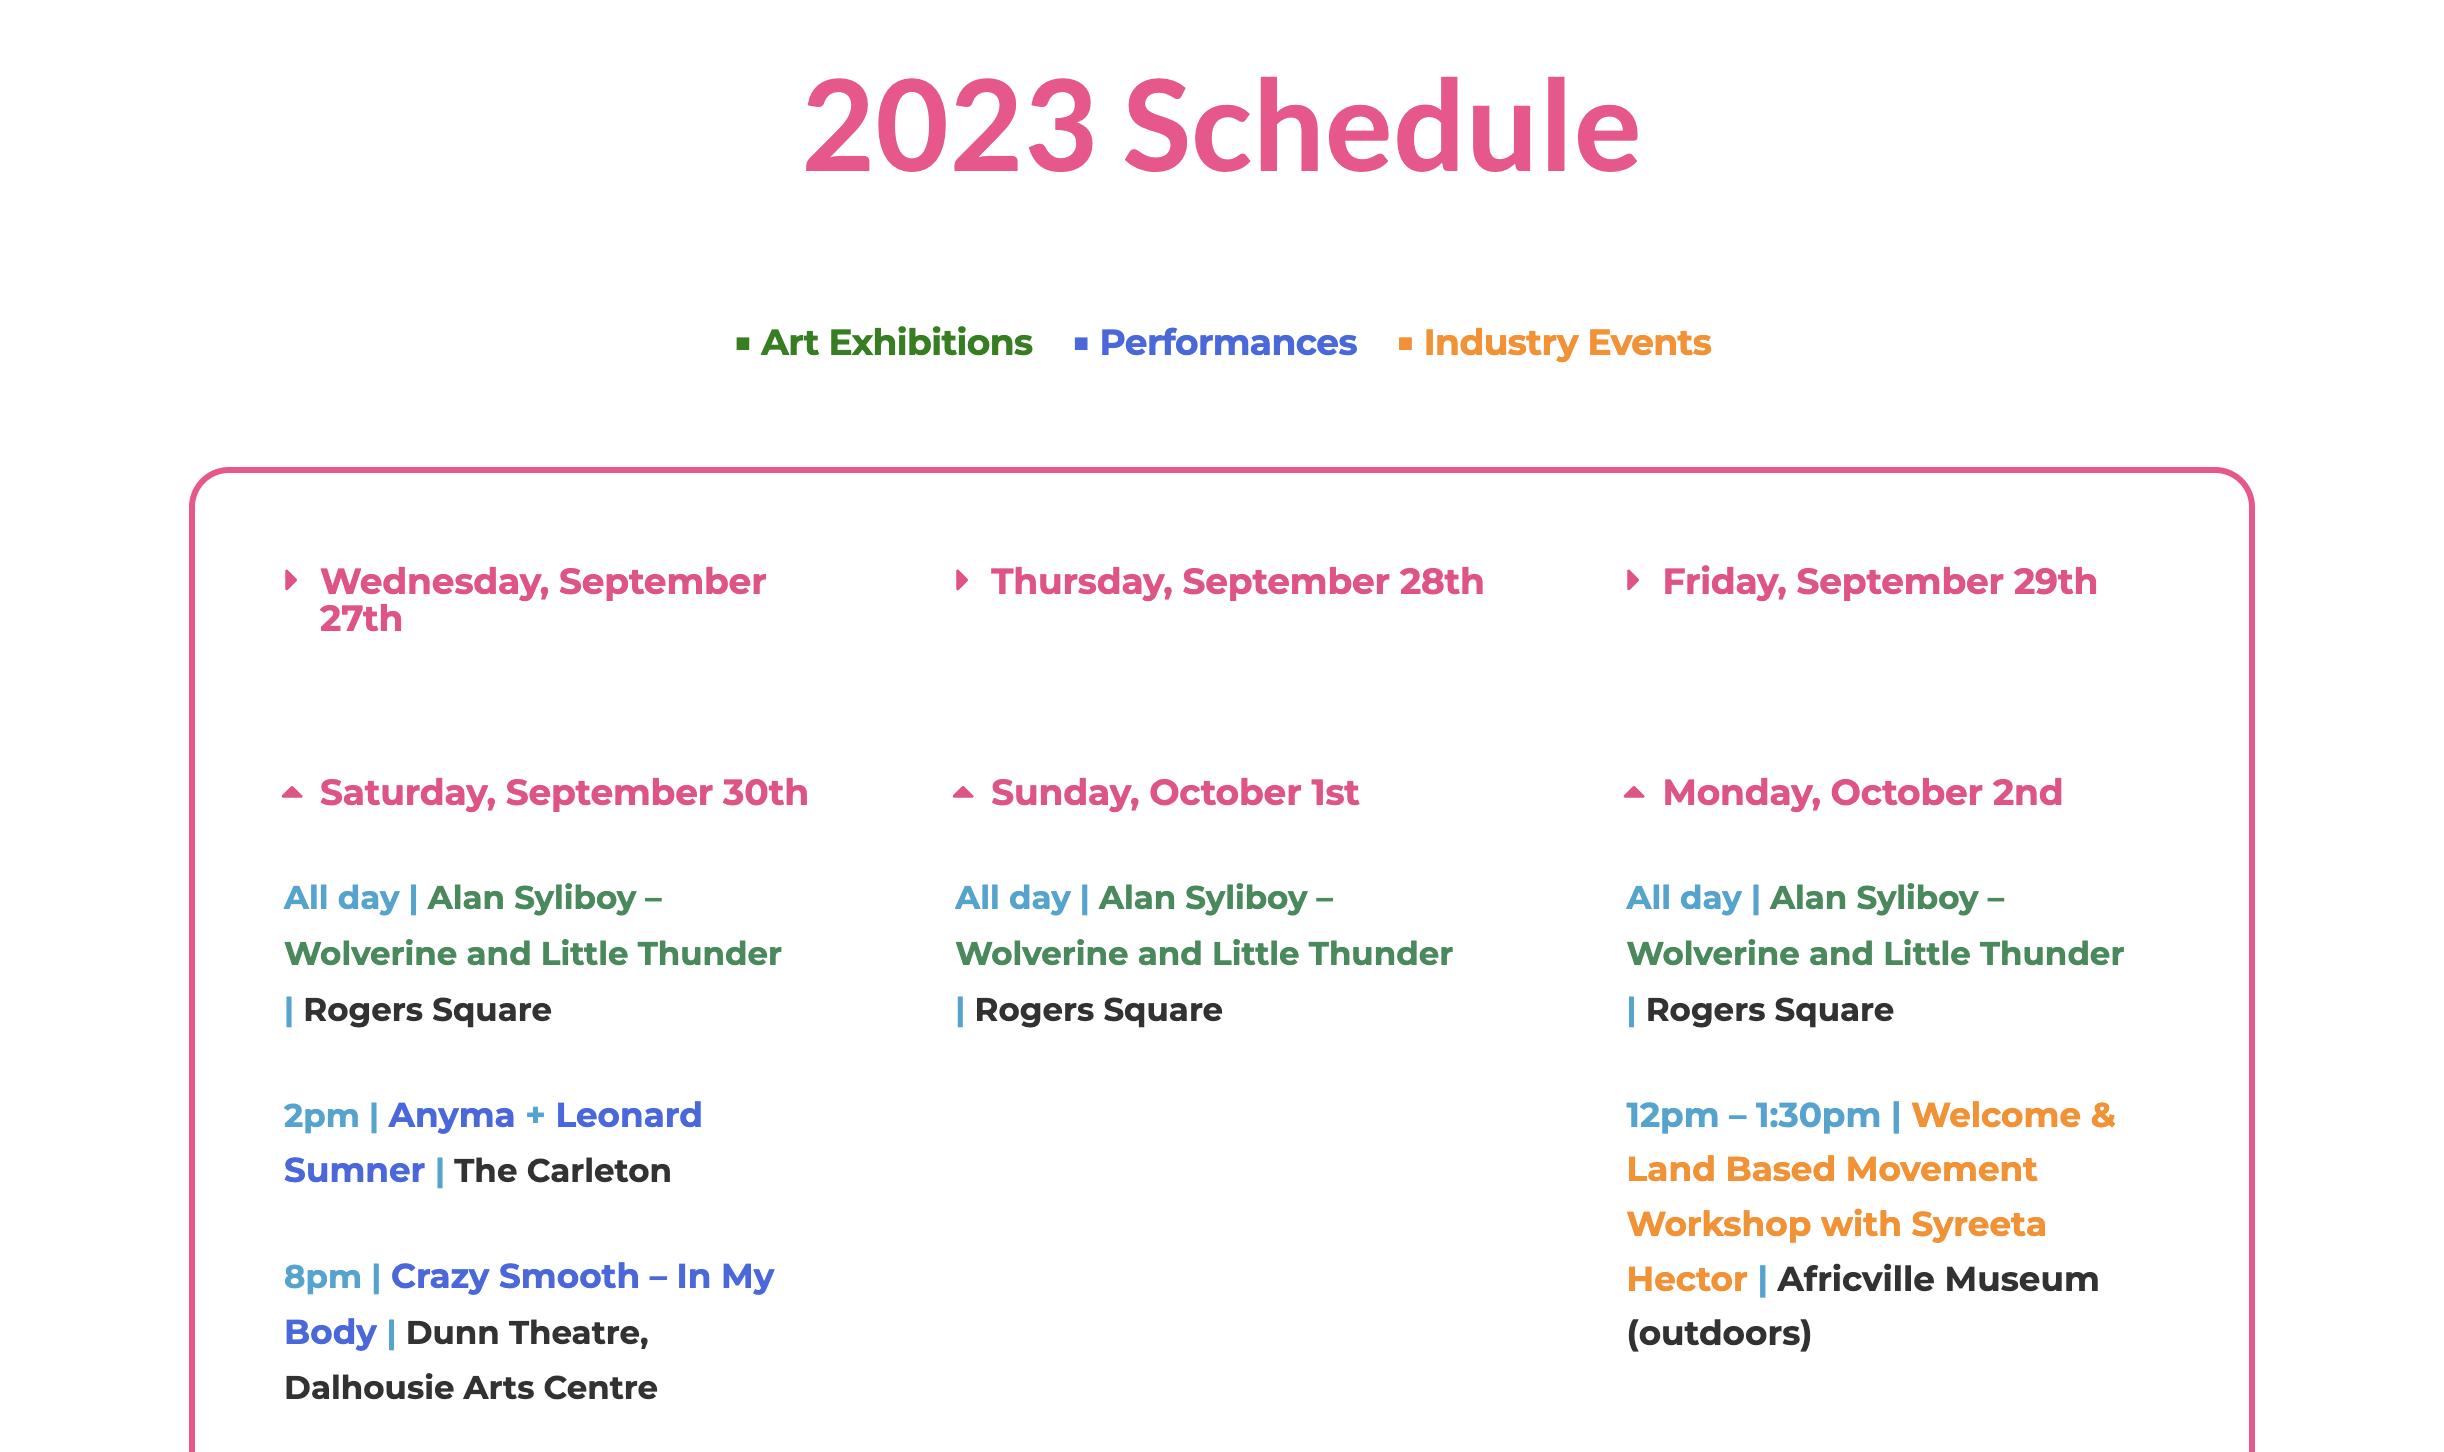 2023 Schedule
▪ Art Exhibitions ▪ Performances ▪ Industry Events
Wednesday, September
27th
Thursday, September 28th
Friday, September 29th
Saturday, September 30th
All day | Alan Syliboy –
Wolverine and Little Thunder
| Rogers Square
2pm | Anyma + Leonard
Sumner | The Carleton
8pm | Crazy Smooth – In My
Body | Dunn Theatre,
Dalhousie Arts Centre
Sunday, October 1st
All day | Alan Syliboy –
Wolverine and Little Thunder
| Rogers Square
Monday, October 2nd
All day | Alan Syliboy –
Wolverine and Little Thunder
| Rogers Square
12pm – 1:30pm | Welcome &
Land Based Movement
Workshop with Syreeta
Hector | Africville Museum
(outdoors)